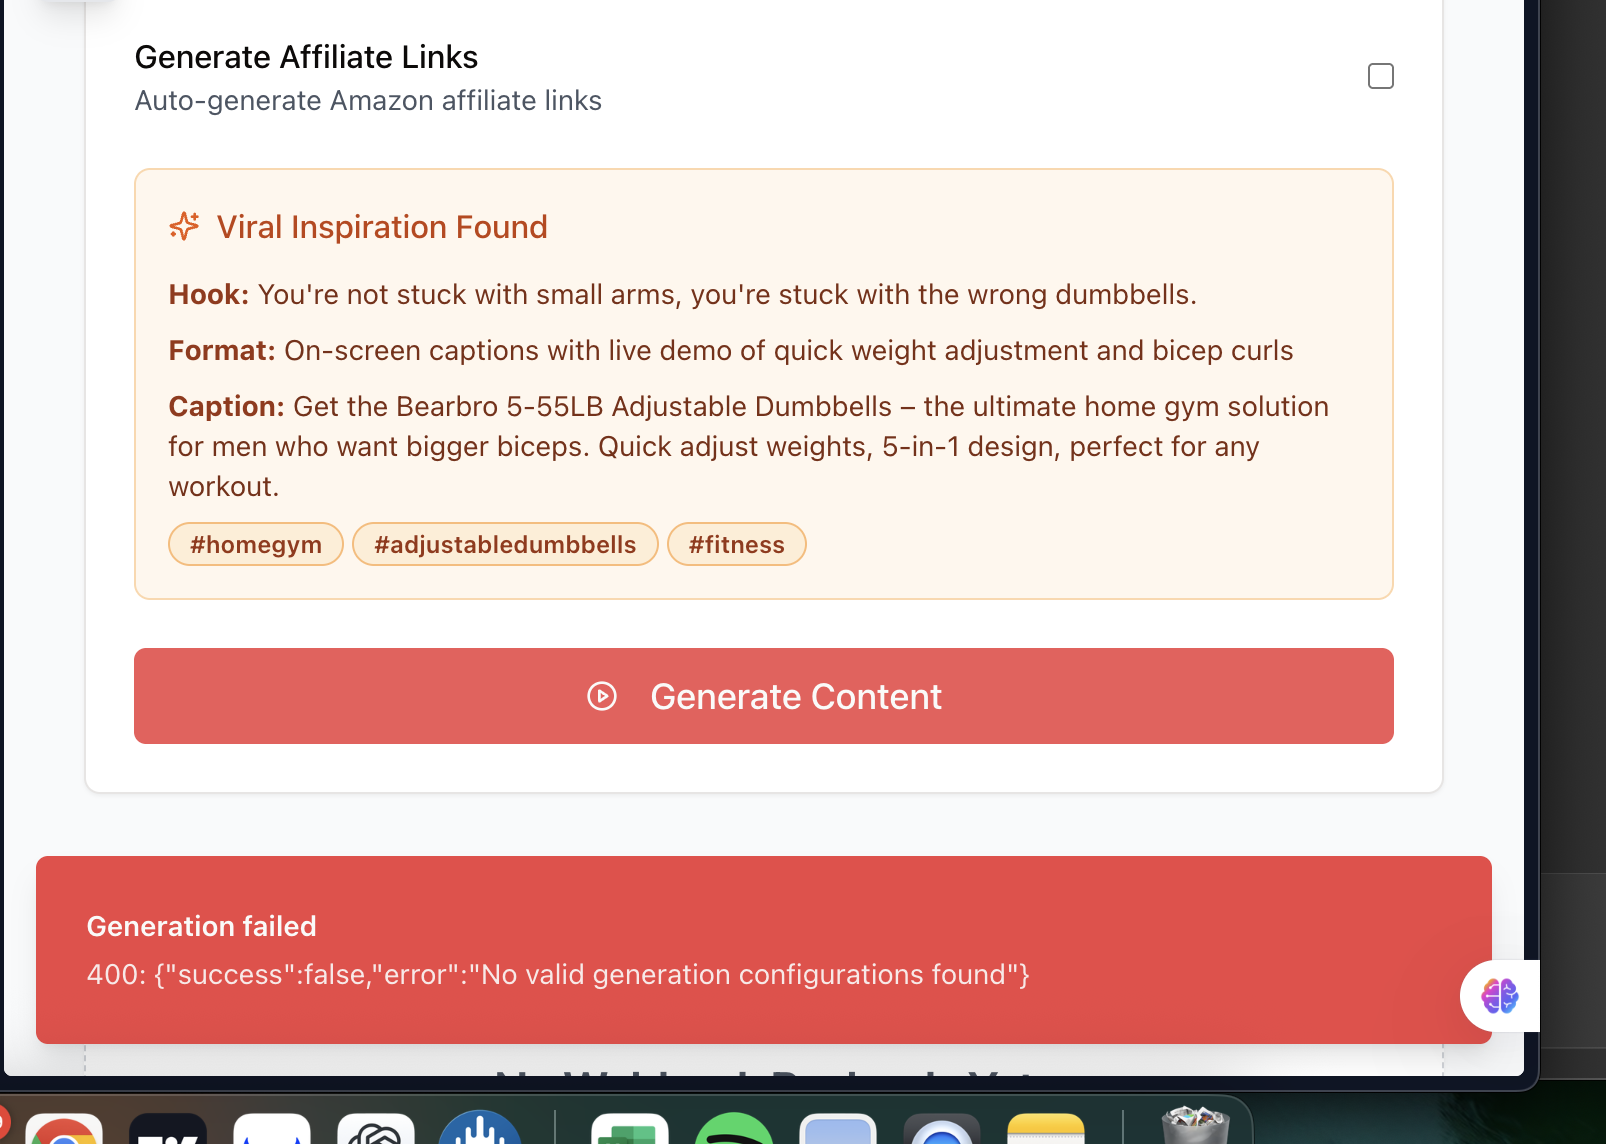 Generate Affiliate Links
Auto-generate Amazon affiliate links
Viral Inspiration Found
Hook: You're not stuck with small arms, you're stuck with the wrong dumbbells.
Format: On-screen captions with live demo of quick weight adjustment and bicep curls
Caption: Get the Bearbro 5-55LB Adjustable Dumbbells – the ultimate home gym solution
for men who want bigger biceps. Quick adjust weights, 5-in-1 design, perfect for any
workout.
#homegym #adjustabledumbbells #fitness
Generate Content
Generation failed
400: {"success":false,"error":"No valid generation configurations found"}